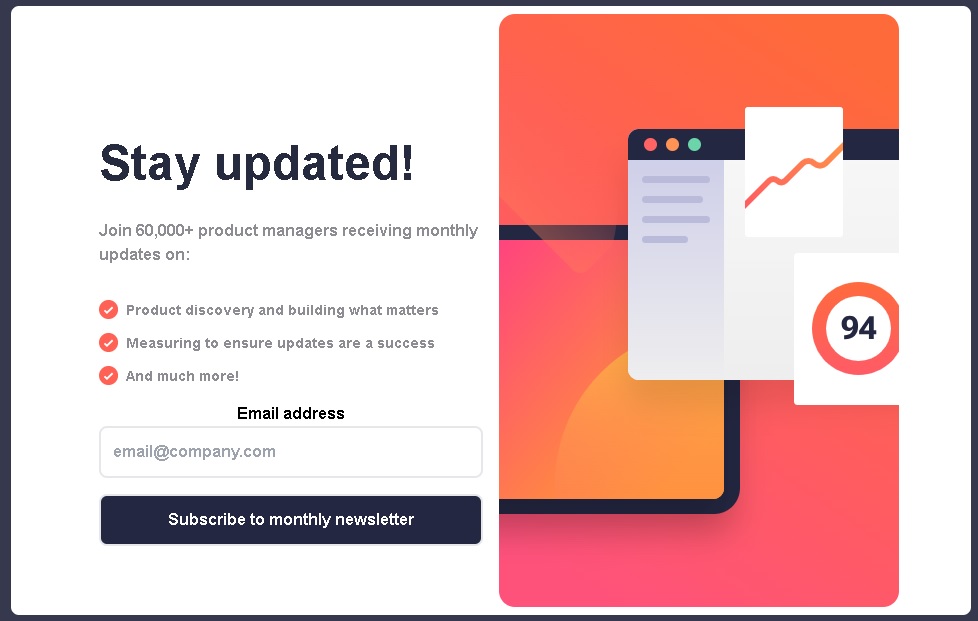 Stay updated!
Join 60,000+ product managers receiving monthly
updates on:
Product discovery and building what matters
Measuring to ensure updates are a success
And much more!
Email address
email@company.com
Subscribe to monthly newsletter
94